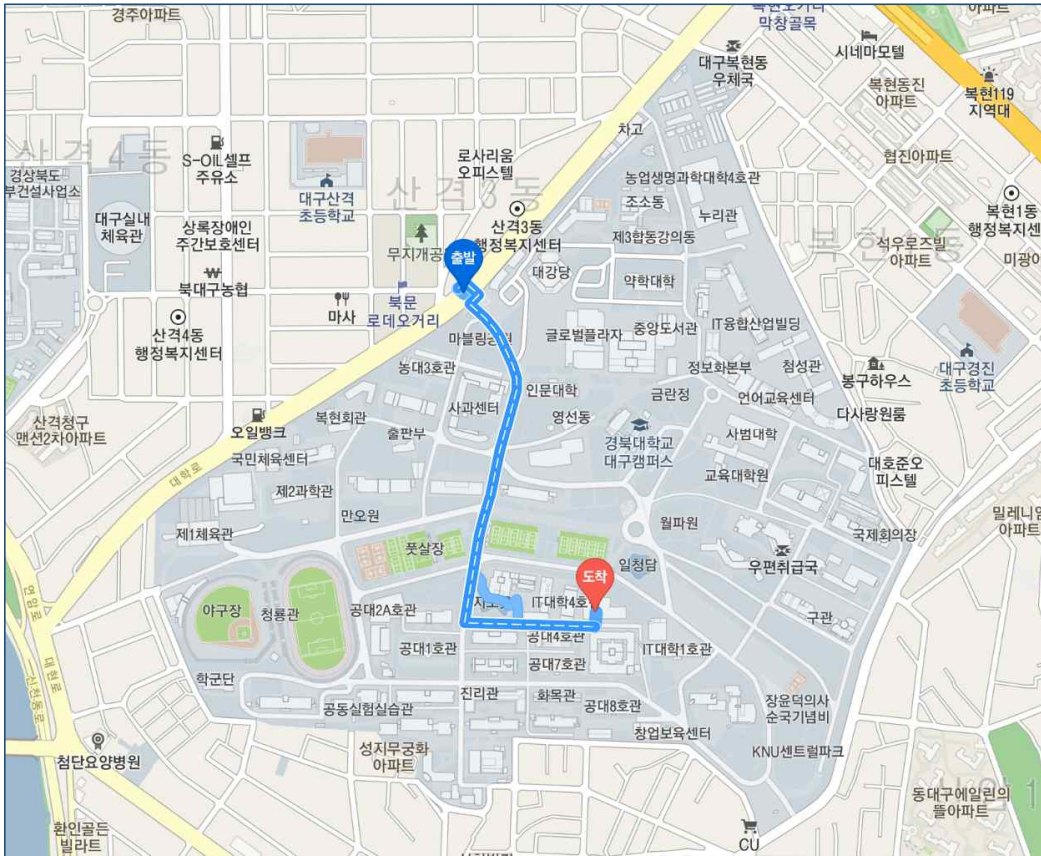 경주아파트
복현오거리
막창골목
아파트
시네마모텔
대구복현동
우체국
복현동진
아파트
복현119
지역대
차고
산격4동
S-OIL셀프
주유소
로사리움
오피스텔
협진아파트
경상북도
부건설사업소
산격3동
농업생명과학대학4호관
대구실내
체육관
상록장애인
주간보호센터
대구산격
초등학교
산격3동
행정복지센터
조소동
누리관
복현1동
행정복지센
제3합동강의동
무지개공
출발
대강당
약학대학
석우로즈빌
아파트
미광아
북대구농협
마사
북문
로데오거리
산격4동
행정복지센터
마블링공원
글로벌플라자
중앙도서관
IT융합산업빌딩
농대3호관
정보화본부
첨성관
봉구하우스
대구경진
초등학교
인문대학
금란정
언어교육센터
사과센터
다사랑원룸
산격청구
맨션2차아파트
복현회관
영선동
오일뱅크
출판부
경북대학교
대구캠퍼스
사범대학
국민체육센터
대학로
교육대학원
대호준오
피스텔
제2과학관
만오원
월파원
밀레니엄
아파트
제1체육관
국제회의장
풋살장
일청담
우편취급국
도착
IT대학4호
야구장
청룡관
공대2A호관
구관
연암로
대현로
신천동로
공대1호관
공대4호관
IT대학1호관
공대7호관
학군단
진리관
화목관
공대8호관
장윤덕의사
순국기념비
공동실험실습관
창업보육센터
KNU센트럴파크
첨단요양병원
성지무궁화
아파트
동대구에일린의
뜰아파트
환인골든
빌라트
CU